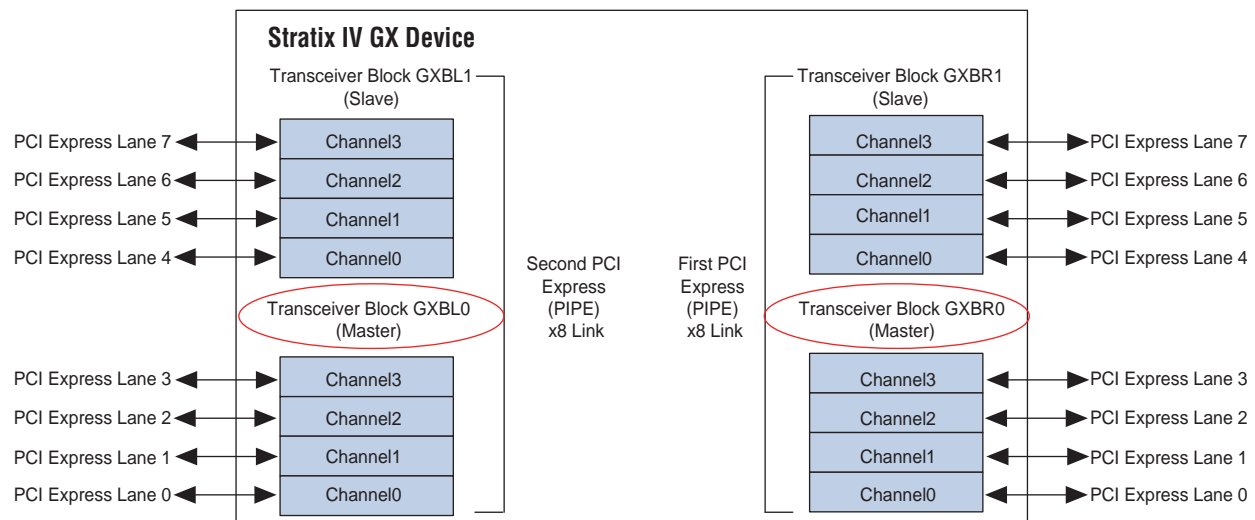 Stratix IV GX Device
Transceiver Block GXBL1
(Slave)
PCI Express Lane 7
Channel3
PCI Express Lane 6
Channel2
PCI Express Lane 5
Channel1
PCI Express Lane 4
Channel0
Transceiver Block GXBL0
(Master)
PCI Express Lane 3
Channel3
PCI Express Lane 2
Channel2
PCI Express Lane 1
Channel1
PCI Express Lane 0
Channel0
Second PCI
Express
(PIPE)
x8 Link
First PCI
Express
(PIPE)
x8 Link
Transceiver Block GXBR1
(Slave)
Channel3
PCI Express Lane 7
Channel2
PCI Express Lane 6
Channel1
PCI Express Lane 5
Channel0
PCI Express Lane 4
Transceiver Block GXBR0
(Master)
Channel3
PCI Express Lane 3
Channel2
PCI Express Lane 2
Channel1
PCI Express Lane 1
Channel0
PCI Express Lane 0